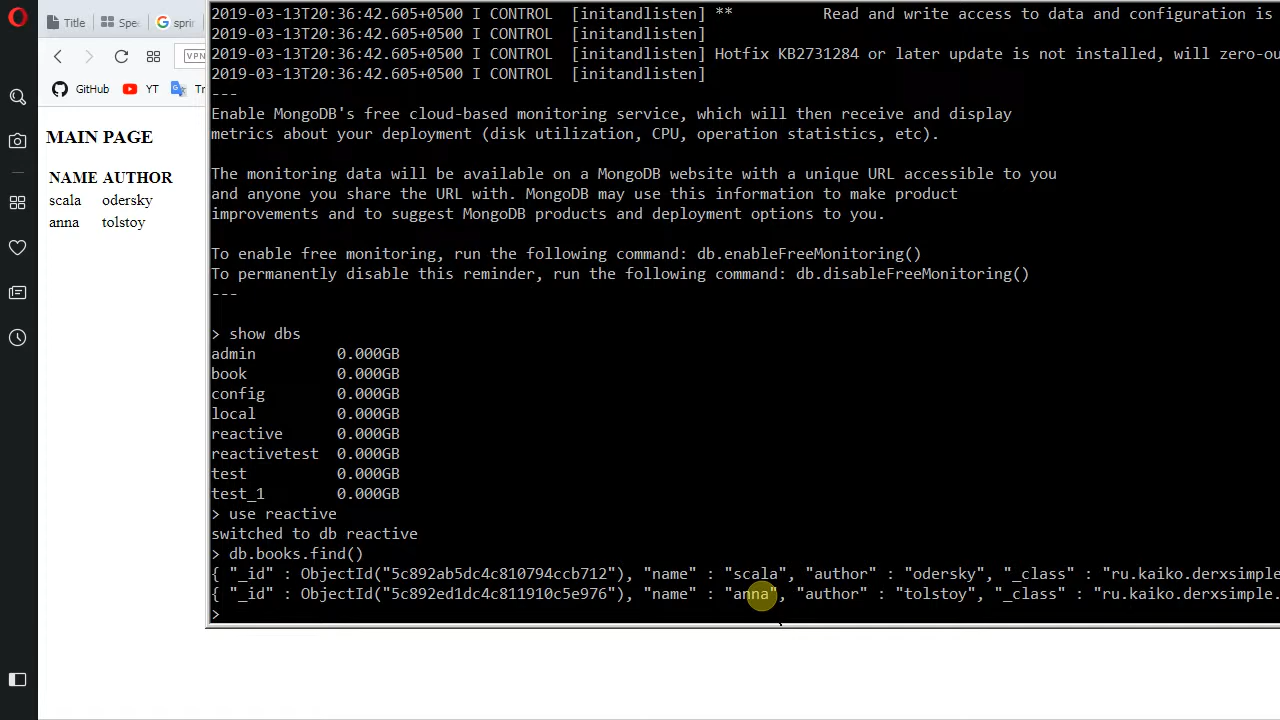 Title
Spe
sprin
VPN
GitHub
YT
Tr
MAIN PAGE
NAME AUTHOR
scala odersky
anna tolstoy
2019-03-13T20:36:42.605+0500 I CONTROL [initandlisten] ** Read and write access to data and configuration is
2019-03-13T20:36:42.605+0500 I CONTROL [initandlisten]
2019-03-13T20:36:42.605+0500 I CONTROL [initandlisten] Hotfix KB2731284 or later update is not installed, will zero-ou
2019-03-13T20:36:42.605+0500 I CONTROL [initandlisten]
---
Enable MongoDB's free cloud-based monitoring service, which will then receive and display
metrics about your deployment (disk utilization, CPU, operation statistics, etc).
The monitoring data will be available on a MongoDB website with a unique URL accessible to you
and anyone you share the URL with. MongoDB may use this information to make product
improvements and to suggest MongoDB products and deployment options to you.
To enable free monitoring, run the following command: db.enableFreeMonitoring()
To permanently disable this reminder, run the following command: db.disableFreeMonitoring()
---
> show dbs
admin 0.000GB
book 0.000GB
config 0.000GB
local 0.000GB
reactive 0.000GB
reactivetest 0.000GB
test 0.000GB
test_1 0.000GB
> use reactive
switched to db reactive
> db.books.find()
{ "_id" : ObjectId("5c892ab5dc4c810794ccb712"), "name" : "scala", "author" : "odersky", "_class" : "ru.kaiko.derxsimple
{ "_id" : ObjectId("5c892ed1dc4c811910c5e976"), "name" : "anna", "author" : "tolstoy", "_class" : "ru.kaiko.derxsimple.
>